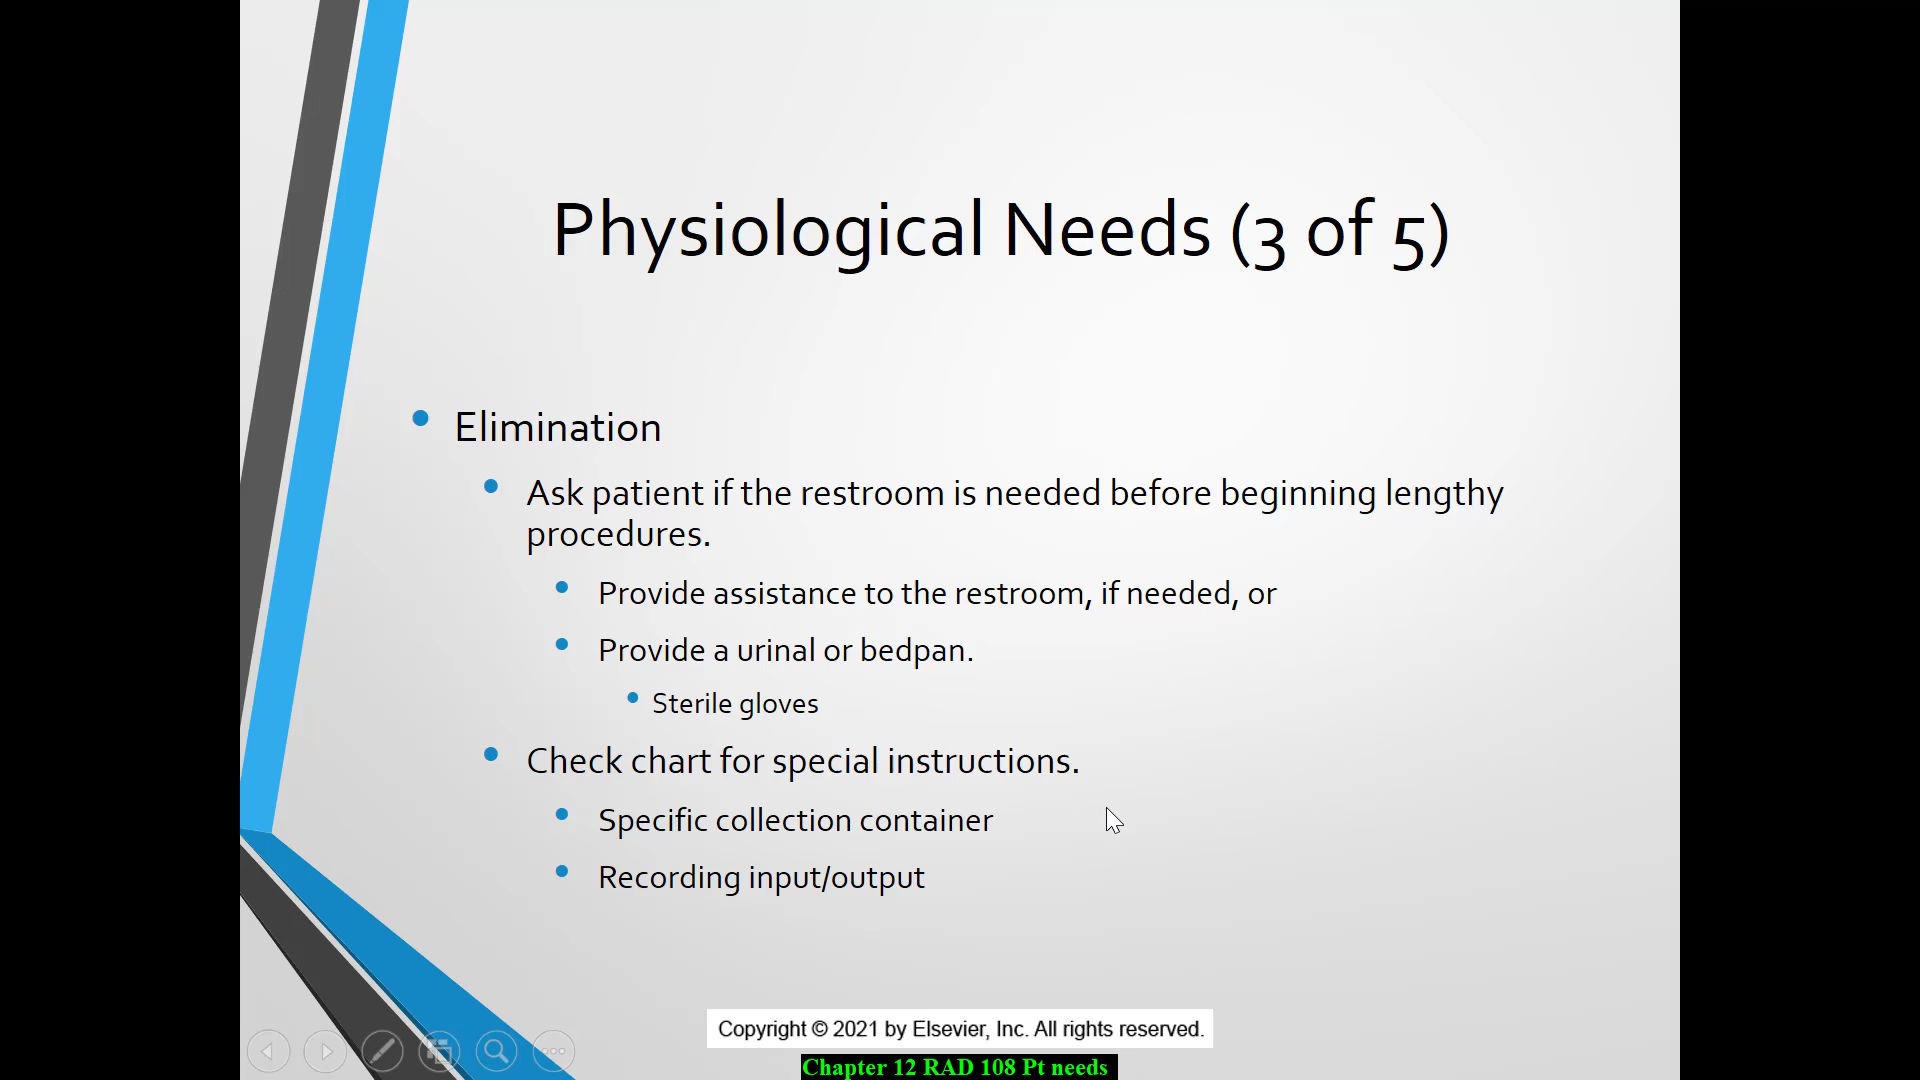 Physiological Needs (3 of 5)
Elimination
Ask patient if the restroom is needed before beginning lengthy
procedures.
Provide assistance to the restroom, if needed, or
Provide a urinal or bedpan.
Sterile gloves
Check chart for special instructions.
Specific collection container
Recording input/output
Copyright © 2021 by Elsevier, Inc. All rights reserved.
Chapter 12 RAD 108 Pt needs